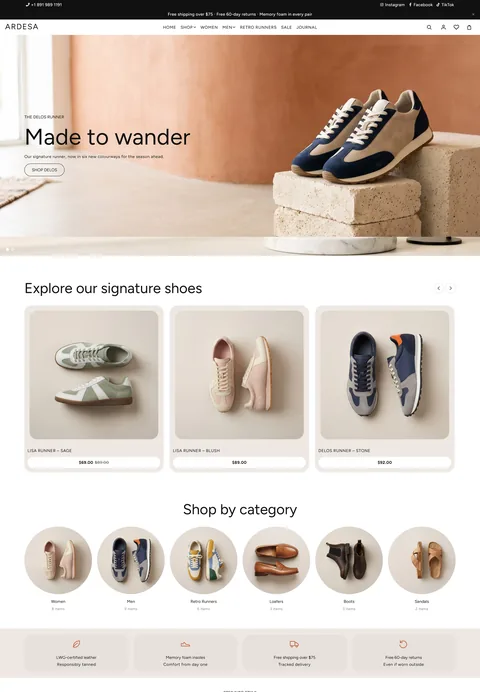 +1 891 989 1191
Instagram Facebook TikTok
Free shipping over $75 · Free 60-day returns · Memory foam in every pair
ARDESA
HOME SHOP WOMEN MEN RETRO RUNNERS SALE JOURNAL
THE DELOS RUNNER
Made to wander
Our signature runner, now in six new colourways for the season ahead.
SHOP DELOS
Explore our signature shoes
LISA RUNNER – SAGE
$69.00 $89.00
LISA RUNNER – BLUSH
$89.00
DELOS RUNNER – STONE
$92.00
Shop by category
Women
Men
Retro Runners
Loafers
Boots
Sandals
8 items
5 items
LWG-certified leather
Responsibly tanned
Memory foam insoles
Comfort from day one
Free shipping over $75
Tracked delivery
Free 60-day returns
Even if worn outside